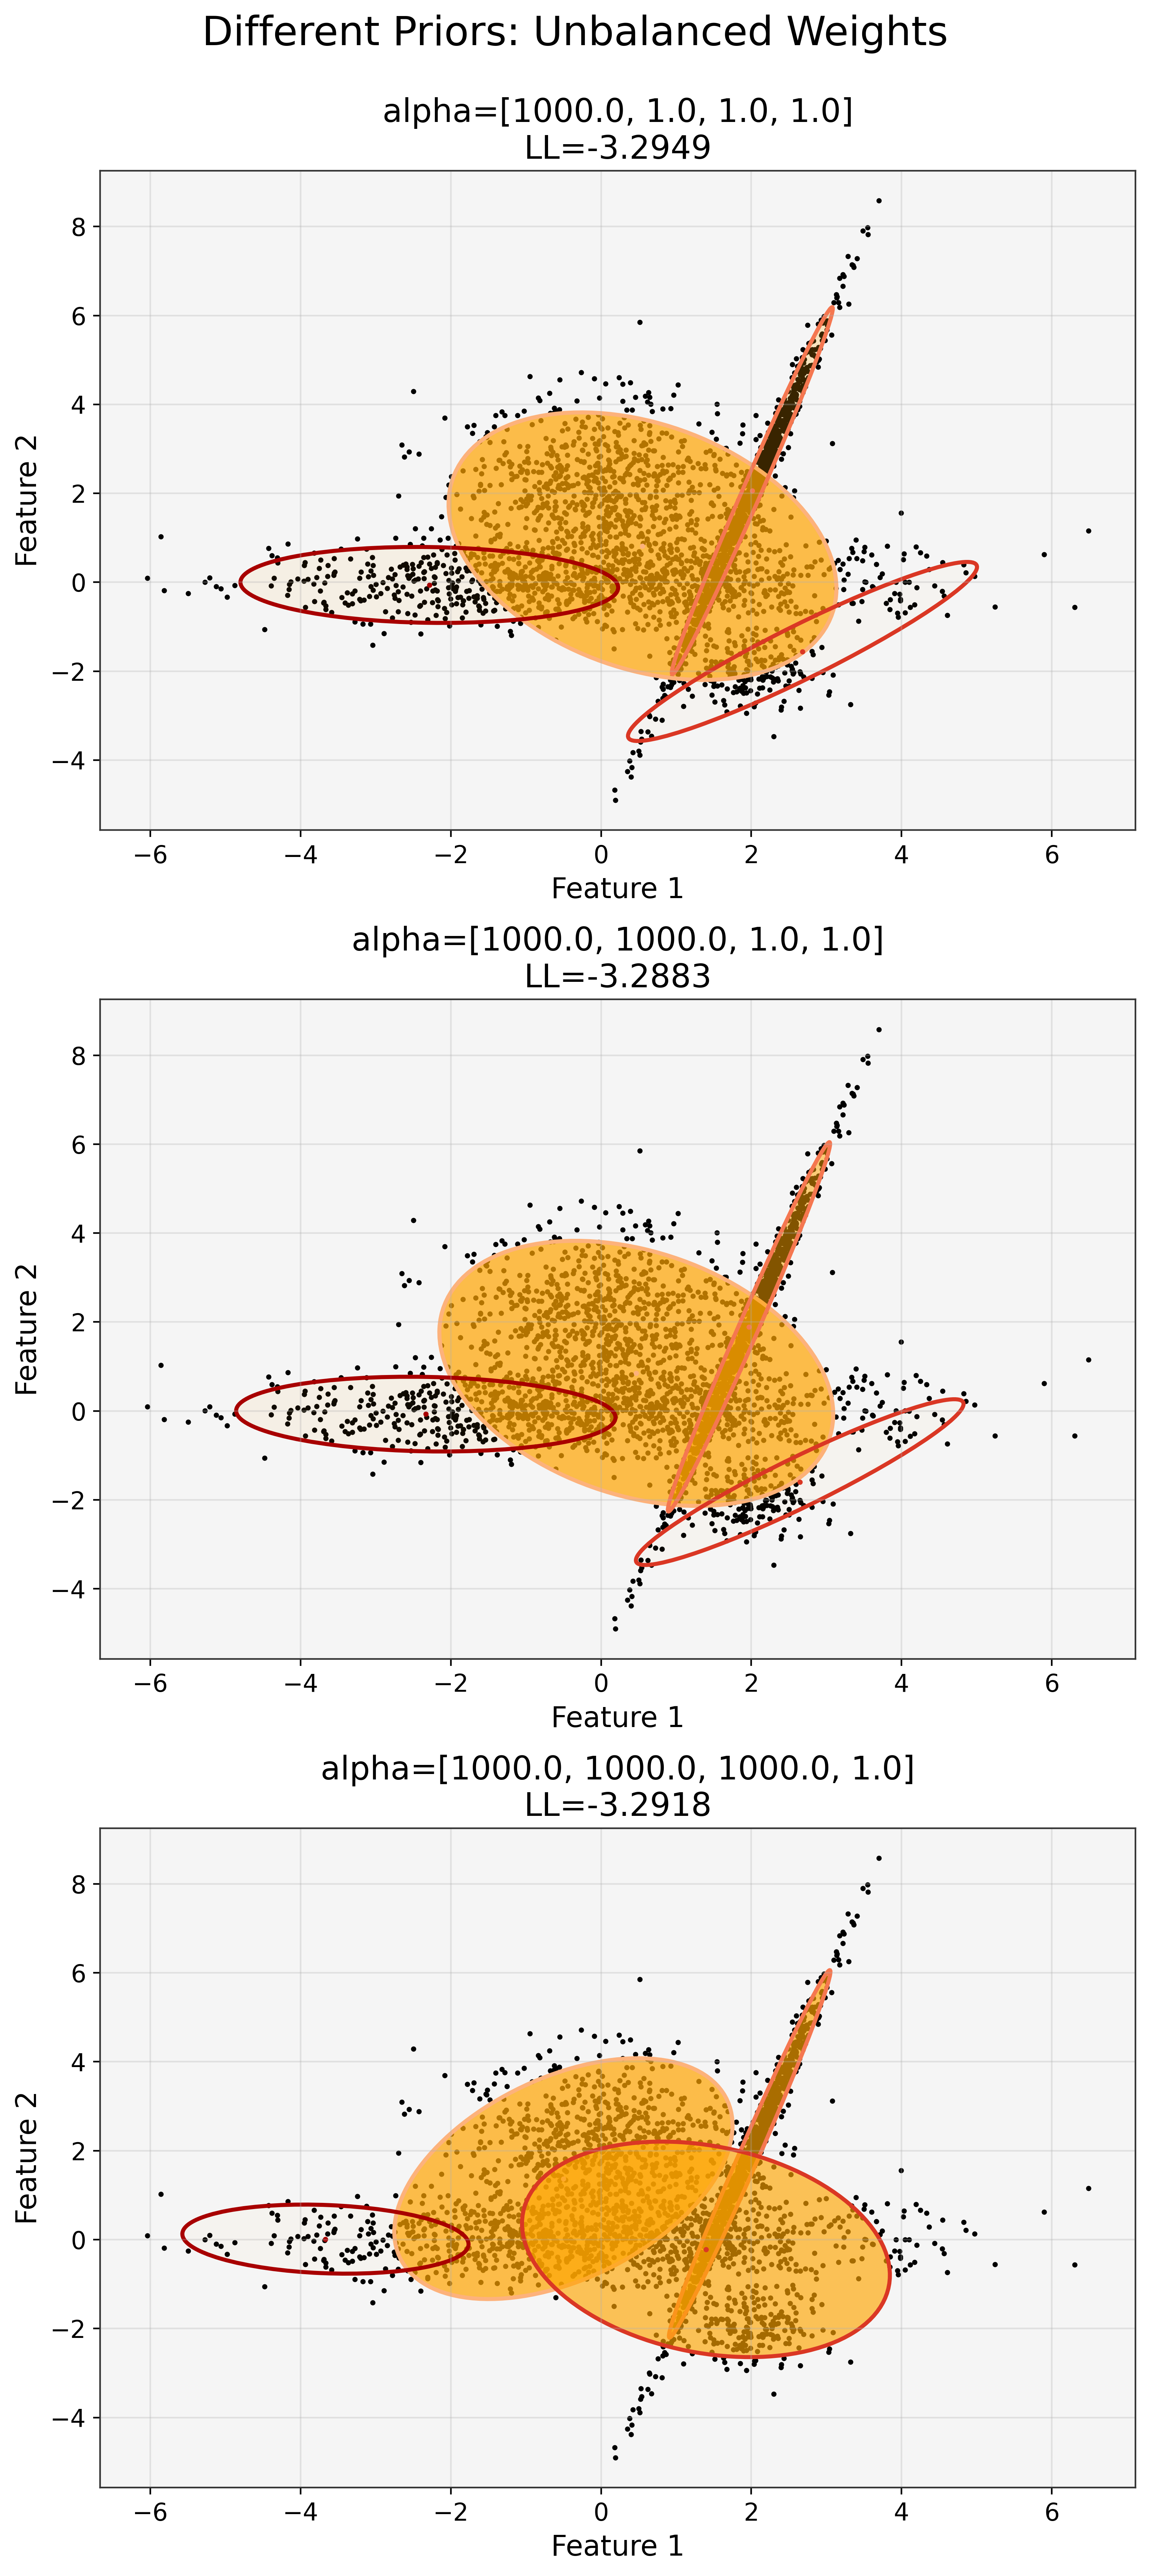 Different Priors: Unbalanced Weights
alpha=[1000.0, 1.0, 1.0, 1.0]
LL=-3.2949
8
6
4
2
0
−2
−4
Feature 2
−6 −4 −2 0 2 4 6
Feature 1
alpha=[1000.0, 1000.0, 1.0, 1.0]
LL=-3.2883
8
6
4
2
0
−2
−4
Feature 2
−6 −4 −2 0 2 4 6
Feature 1
alpha=[1000.0, 1000.0, 1000.0, 1.0]
LL=-3.2918
8
6
4
2
0
−2
−4
Feature 2
−6 −4 −2 0 2 4 6
Feature 1